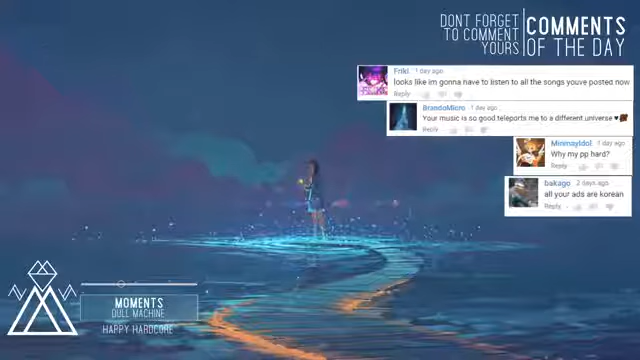 DONT FORGET
TO COMMENT
YOURS
COMMENTS
OF THE DAY
Friki 1 day ago
looks like im gonna have to listen to all the songs youve posted now
Reply
BrandoMicro 1 day ago
Your music is so good.teleports me to a different universe ♥
Reply
MinmayIdol 1 day ago
Why my pp hard?
Reply
bakago 2 days ago
all your ads are korean
Reply
MOMENTS
DULL MACHINE
HAPPY HARDCORE